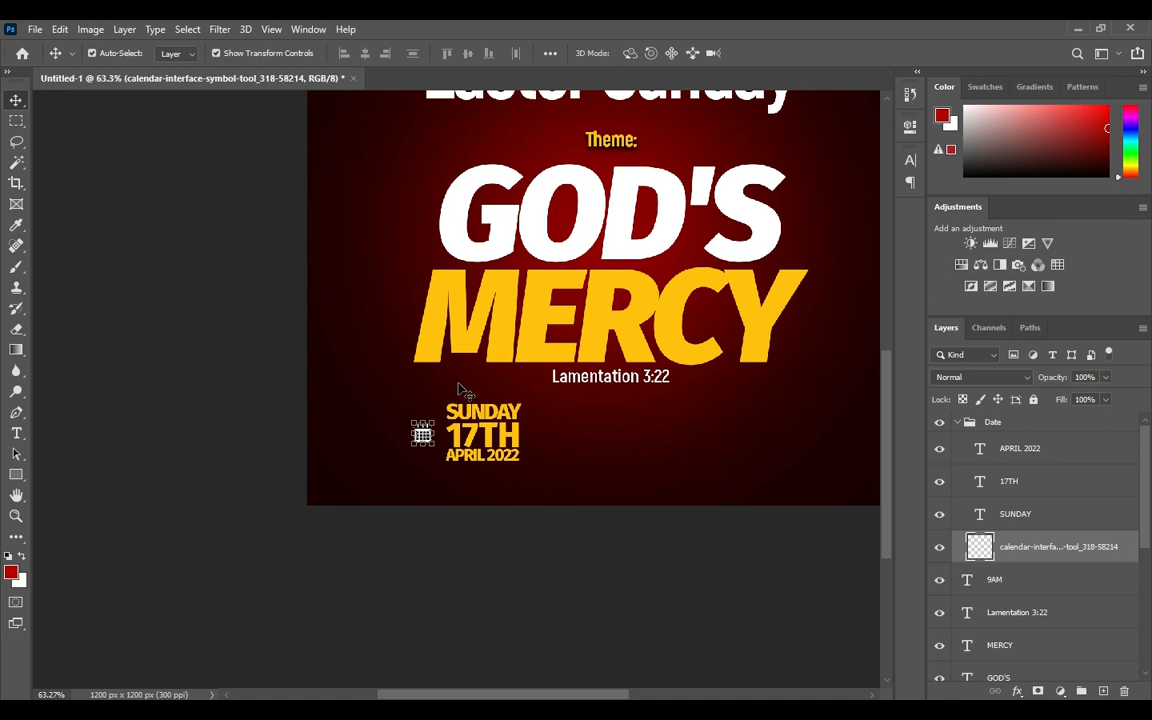 Ps File Edit Image Layer Type Select Filter 3D View Window Help
Auto-Select: Layer Show Transform Controls 3D Mode:
Untitled-1 @ 63.3% (calendar-interface-symbol-tool_318-58214, RGB/8) *
Easter Sunday
Theme:
GOD'S
MERCY
Lamentation 3:22
SUNDAY
17TH
APRIL 2022
Color Swatches Gradients Patterns
Adjustments
Add an adjustment
Layers Channels Paths
Kind
Normal Opacity: 100%
Lock: Fill: 100%
Date
APRIL 2022
17TH
SUNDAY
calendar-interfa...-tool_318-58214
9AM
Lamentation 3:22
MERCY
GOD'S
63.27% 1200 px x 1200 px (300 ppi)